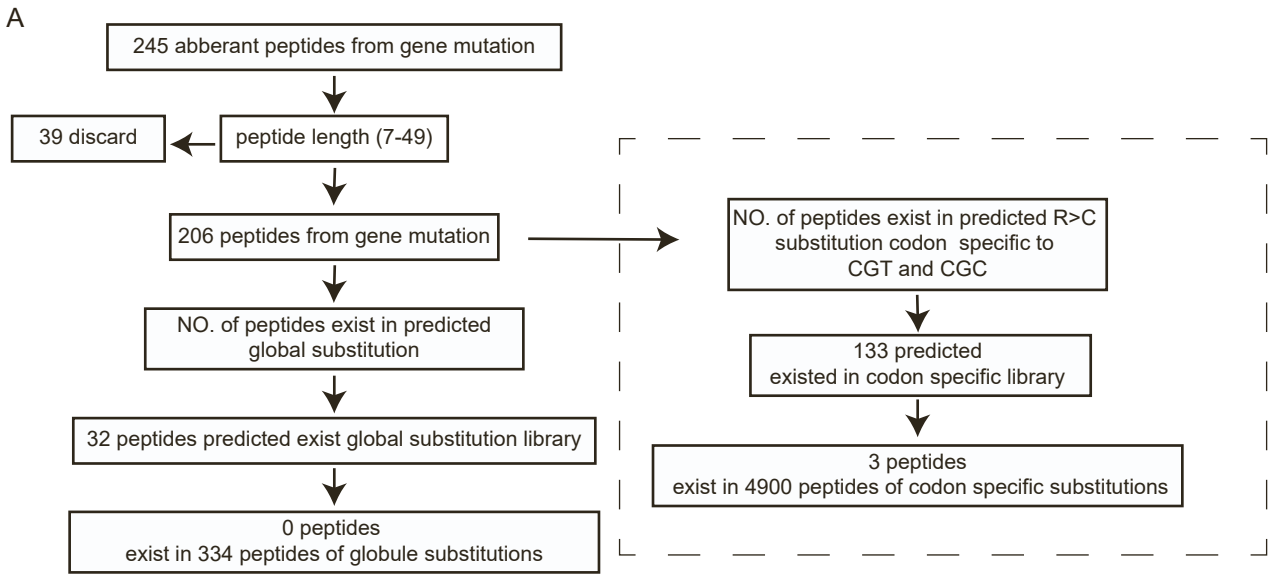 A
245 abberant peptides from gene mutation
39 discard
peptide length (7-49)
206 peptides from gene mutation
NO. of peptides exist in predicted
global substitution
32 peptides predicted exist global substitution library
0 peptides
exist in 334 peptides of globule substitutions
NO. of peptides exist in predicted R>C
substitution codon specific to
CGT and CGC
133 predicted
existed in codon specific library
3 peptides
exist in 4900 peptides of codon specific substitutions